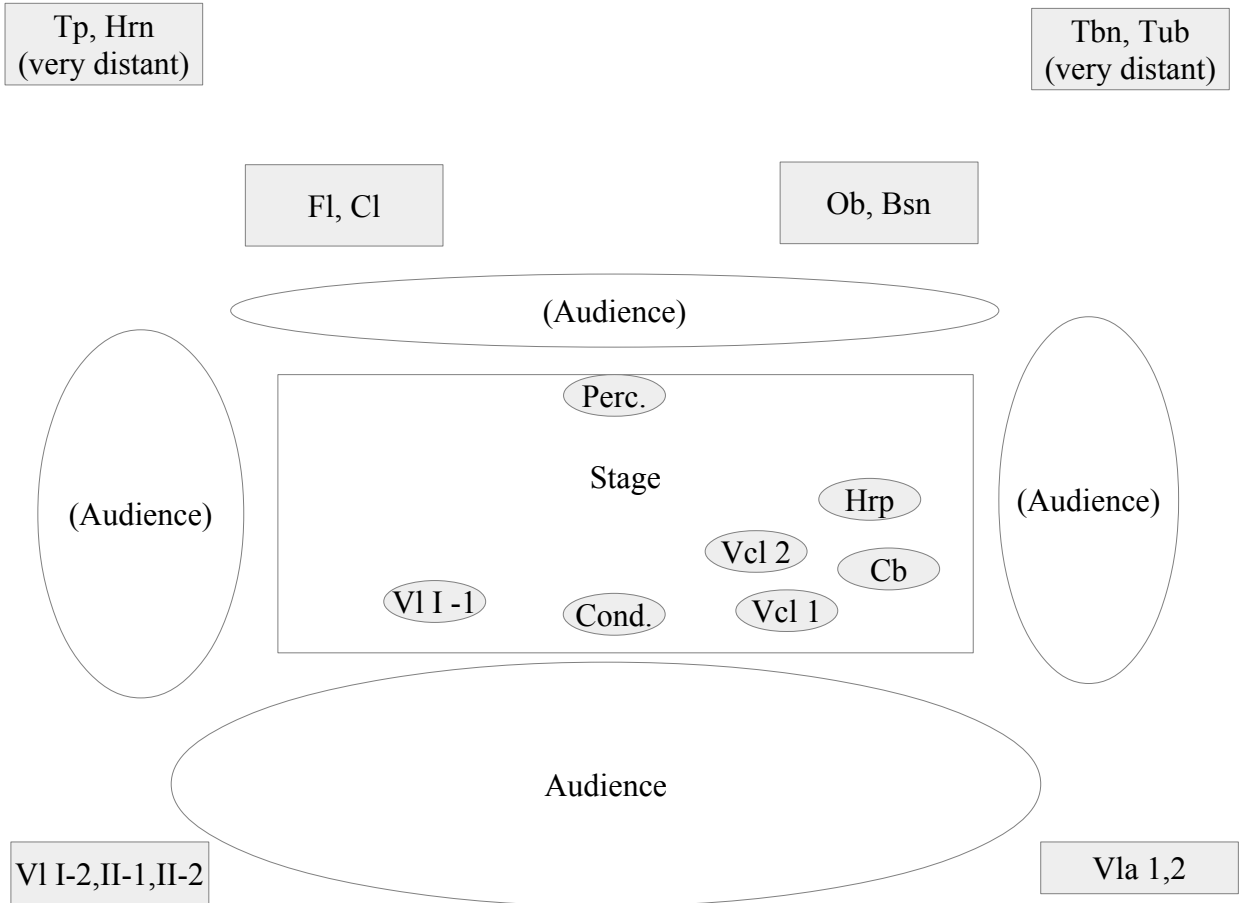 Tp, Hrn
(very distant)
Tbn, Tub
(very distant)
Fl, Cl
Ob, Bsn
(Audience)
Perc.
Stage
(Audience)
Hrp
(Audience)
Vcl 2
Cb
Vl I -1
Cond.
Vcl 1
Audience
Vl I-2,II-1,II-2
Vla 1,2